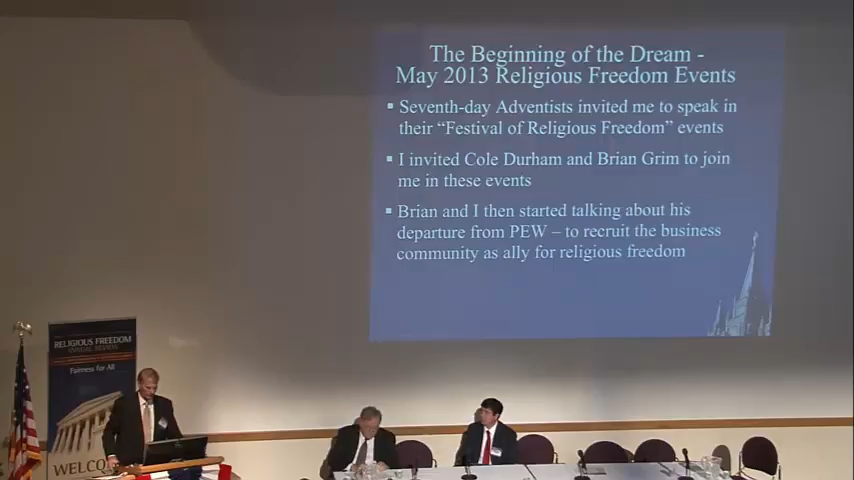 The Beginning of the Dream -
May 2013 Religious Freedom Events
▪ Seventh-day Adventists invited me to speak in
their “Festival of Religious Freedom” events
▪ I invited Cole Durham and Brian Grim to join
me in these events
▪ Brian and I then started talking about his
departure from PEW – to recruit the business
community as ally for religious freedom
RELIGIOUS FREEDOM
ANNUAL REVIEW
Fairness for All
WELCO